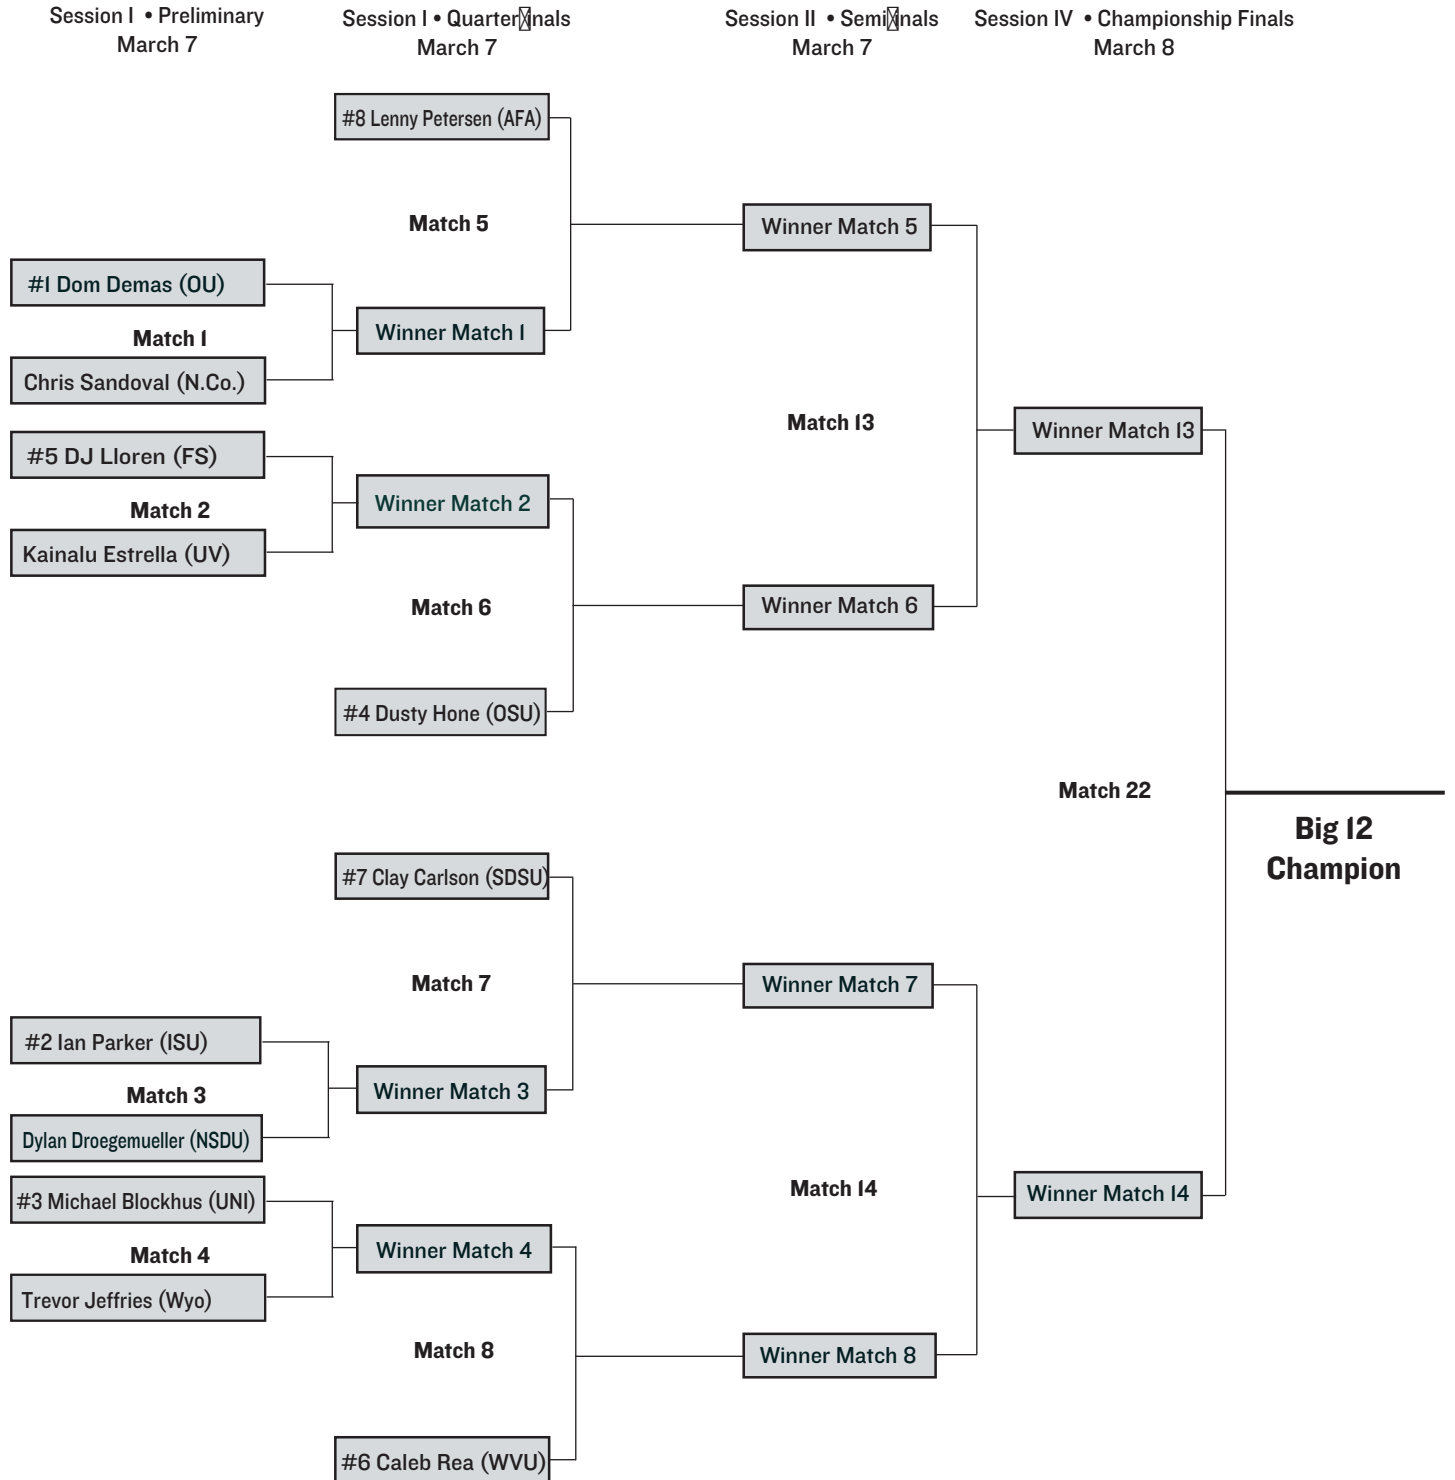 Session I • Preliminary
March 7
Session I • Quarterfinals
March 7
Session II • Semifinals
March 7
Session IV • Championship Finals
March 8
#8 Lenny Petersen (AFA)
Match 5
Winner Match 5
#1 Dom Demas (OU)
Match 1
Winner Match 1
Chris Sandoval (N.Co.)
Match 13
Winner Match 13
#5 DJ Lloren (FS)
Match 2
Winner Match 2
Kainalu Estrella (UV)
Match 6
Winner Match 6
#4 Dusty Hone (OSU)
Match 22
Big 12
Champion
#7 Clay Carlson (SDSU)
Match 7
Winner Match 7
#2 Ian Parker (ISU)
Match 3
Winner Match 3
Dylan Droegemueller (NSDU)
#3 Michael Blockhus (UNI)
Match 14
Winner Match 14
Match 4
Winner Match 4
Trevor Jeffries (Wyo)
Match 8
Winner Match 8
#6 Caleb Rea (WVU)